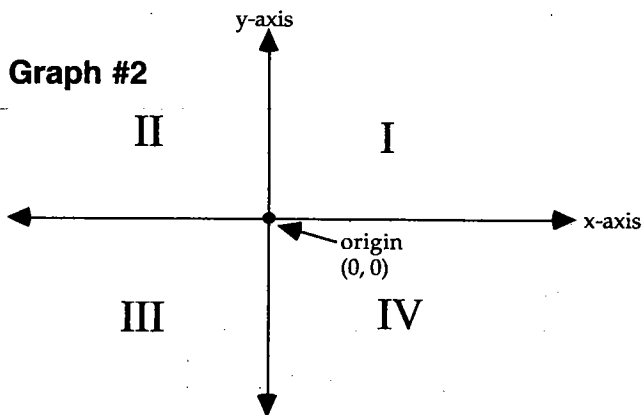 y-axis
Graph #2
II
I
x-axis
origin
(0, 0)
III
IV